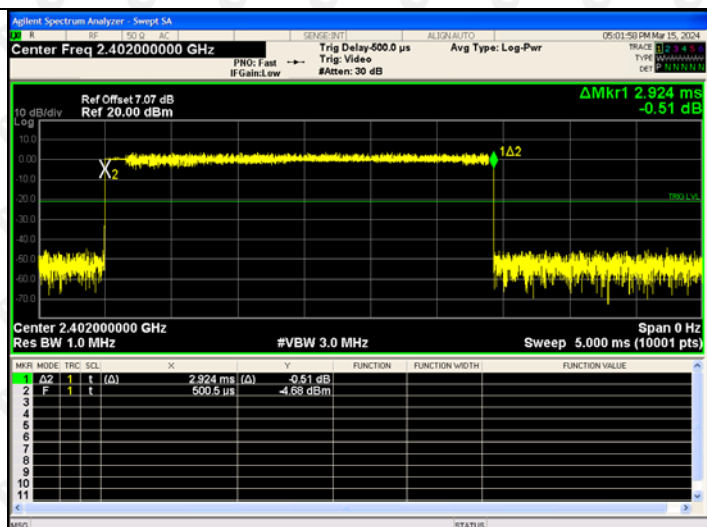 Agilent Spectrum Analyzer - Swept SA
R RF 50 Ω AC SENSE:INT ALIGN AUTO 05:01:58 PM Mar 15, 2024
Center Freq 2.402000000 GHz Trig Delay-500.0 µs Avg Type: Log-Pwr TRACE 1 2 3 4 5 6
PNO: Fast Trig: Video TYPE
IFGain:Low #Atten: 30 dB DET P N N N N N
Ref Offset 7.07 dB ΔMkr1 2.924 ms
10 dB/div Ref 20.00 dBm -0.51 dB
Log
10.0
0.00 1Δ2
2
-10.0
-20.0 TRIG LVL
-30.0
-40.0
-50.0
-60.0
-70.0
Center 2.402000000 GHz Span 0 Hz
Res BW 1.0 MHz #VBW 3.0 MHz Sweep 5.000 ms (10001 pts)
MKR MODE TRC SCL X Y FUNCTION FUNCTION WIDTH FUNCTION VALUE
1 Δ2 1 t (Δ) 2.924 ms (Δ) -0.51 dB
2 F 1 t 500.5 µs -4.68 dBm
3
4
5
6
7
8
9
10
11
MSG STATUS